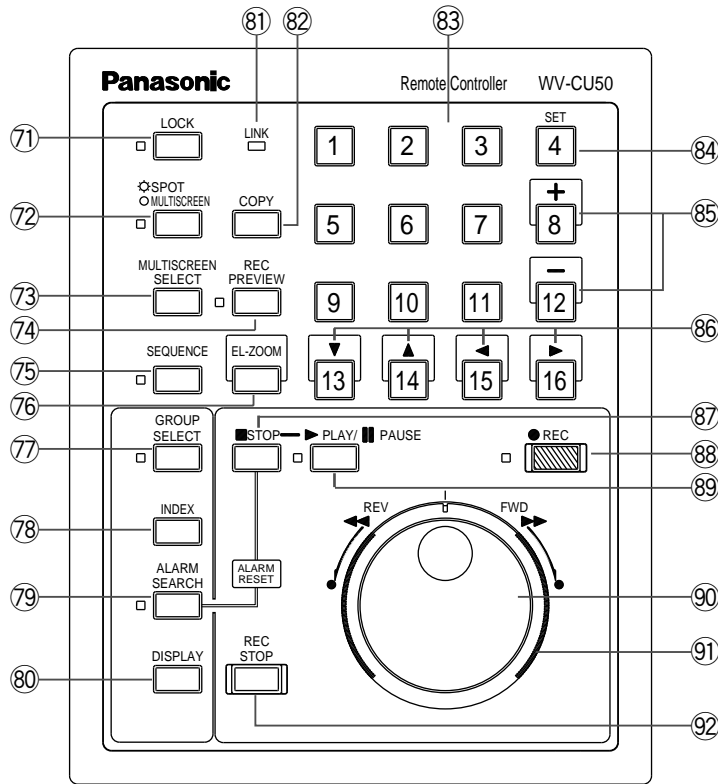 81 82 83
Panasonic Remote Controller WV-CU50
71 LOCK LINK 1 2 3 SET 4 84
72 SPOT
MULTISCREEN COPY 5 6 7 + 8 85
73 MULTISCREEN
SELECT REC
PREVIEW 9 10 11 − 12
74 86
75 SEQUENCE EL-ZOOM ▼ ▲ ◀ ▶
13 14 15 16
76
87
77 GROUP
SELECT ■STOP ▶ PLAY/ ❚❚ PAUSE ● REC 88
89
78 INDEX ◀◀ REV FWD ▶▶
79 ALARM
SEARCH ALARM
RESET 90
80 DISPLAY REC
STOP 91
92